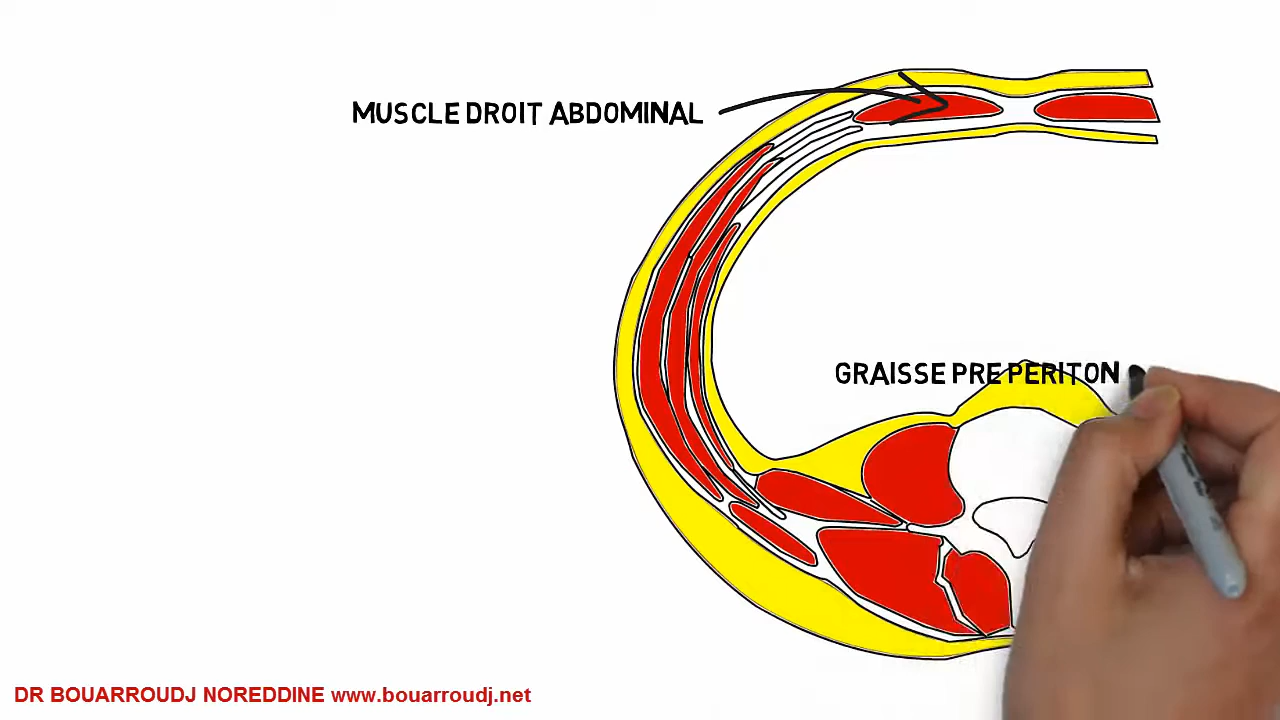 MUSCLE DROIT ABDOMINAL
GRAISSE PRE PERITON
DR BOUARROUDJ NOREDDINE www.bouarroudj.net